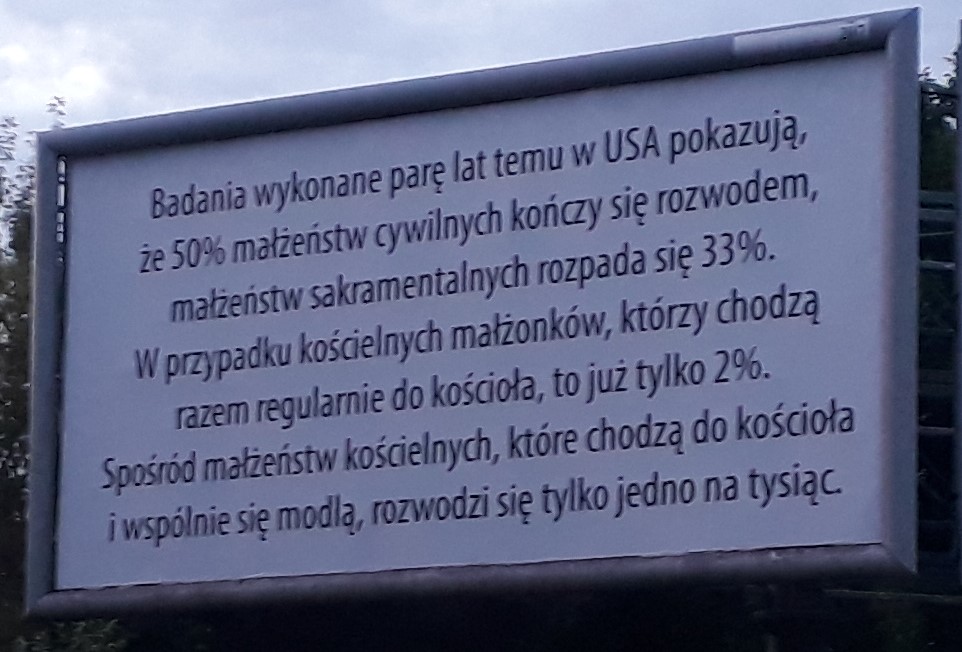 Badania wykonane parę lat temu w USA pokazują,
że 50% małżeństw cywilnych kończy się rozwodem,
małżeństw sakramentalnych rozpada się 33%.
W przypadku kościelnych małżonków, którzy chodzą
razem regularnie do kościoła, to już tylko 2%.
Spośród małżeństw kościelnych, które chodzą do kościoła
i wspólnie się modlą, rozwodzi się tylko jedno na tysiąc.